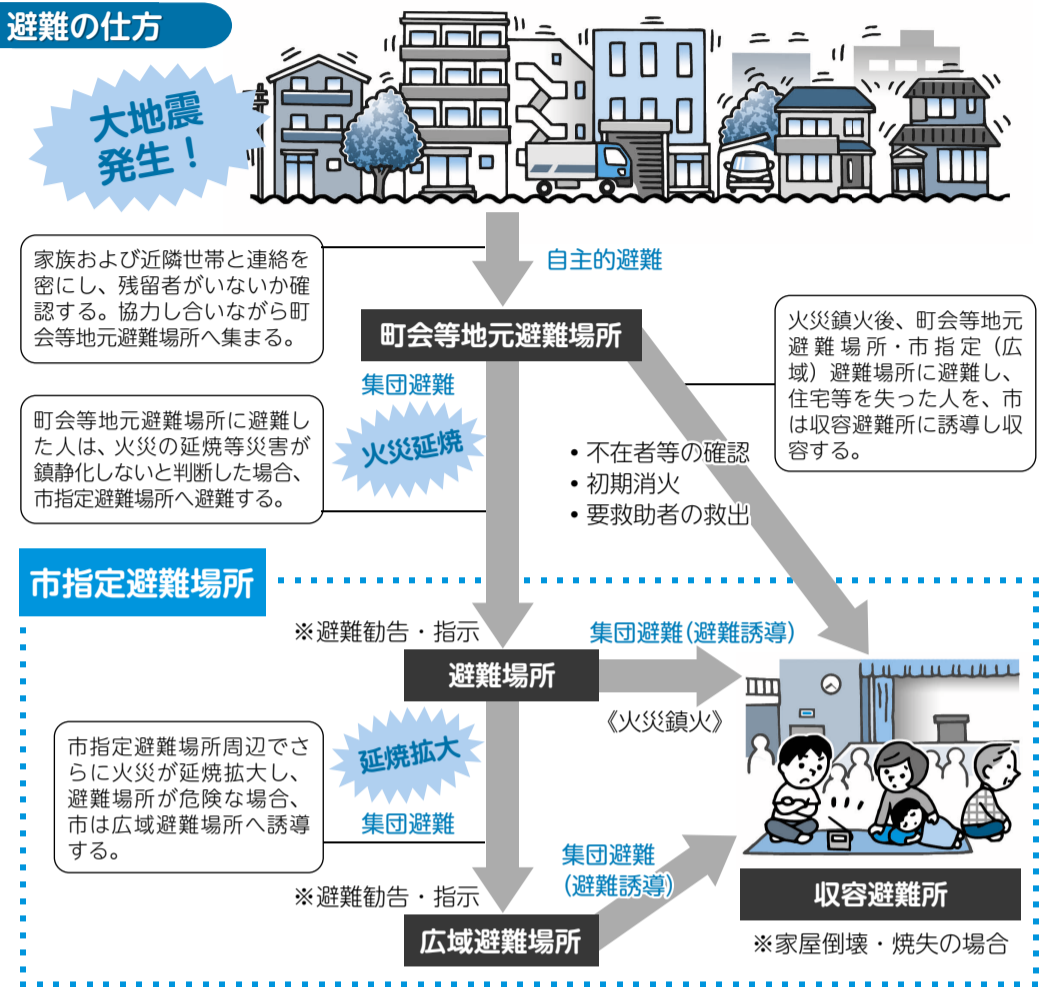 避難の仕方
大地震
発生！
自主的避難
家族および近隣世帯と連絡を
密にし、残留者がいないか確
認する。協力し合いながら町
会等地元避難場所へ集まる。
町会等地元避難場所
火災鎮火後、町会等地元
避難場所・市指定（広
域）避難場所に避難し、
住宅等を失った人を、市
は収容避難所に誘導し収
容する。
集団避難
火災延焼
町会等地元避難場所に避難し
た人は、火災の延焼等災害が
鎮静化しないと判断した場合、
市指定避難場所へ避難する。
・不在者等の確認
・初期消火
・要救助者の救出
市指定避難場所
※避難勧告・指示
集団避難(避難誘導)
避難場所
《火災鎮火》
延焼拡大
市指定避難場所周辺でさ
らに火災が延焼拡大し、
避難場所が危険な場合、
市は広域避難場所へ誘導
する。
集団避難
集団避難
(避難誘導)
※避難勧告・指示
収容避難所
広域避難場所
※家屋倒壊・焼失の場合